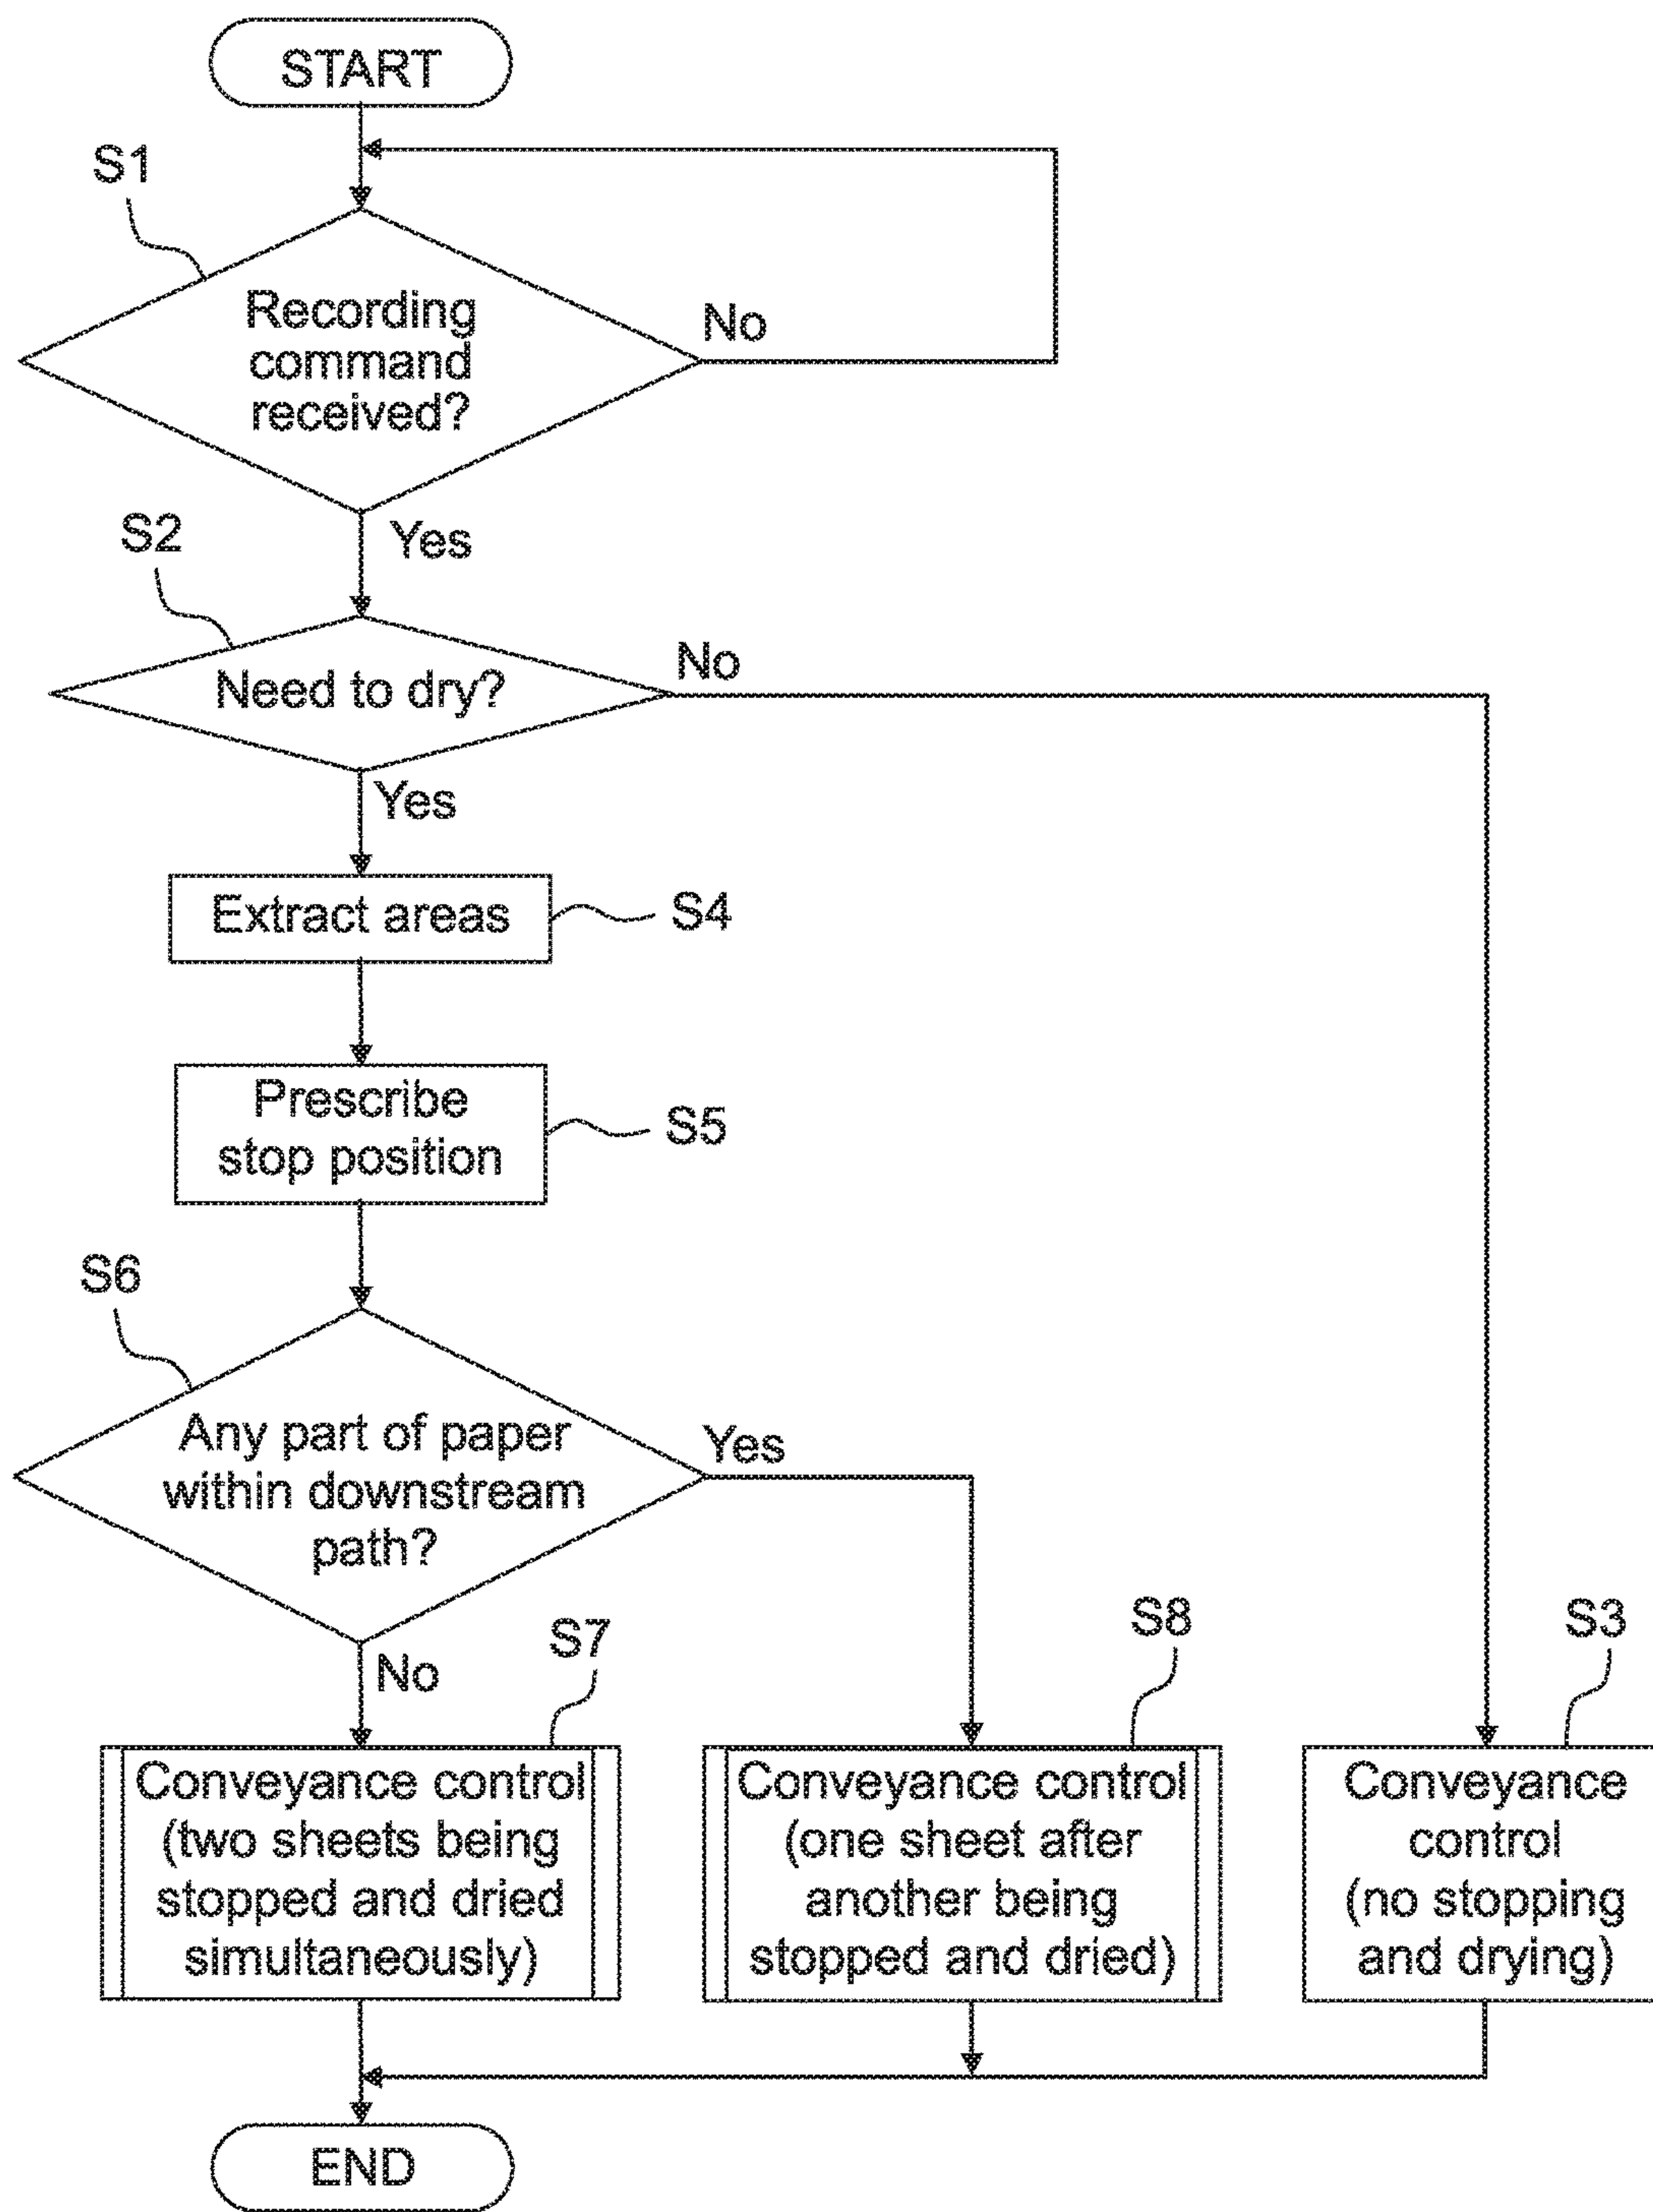 START
S1
Recording
command
received?
No
Yes
S2
Need to dry?
No
Yes
Extract areas
S4
Prescribe
stop position
S5
S6
Any part of paper
within downstream
path?
Yes
No
S7
Conveyance control
(two sheets being
stopped and dried
simultaneously)
S8
Conveyance control
(one sheet after
another being
stopped and dried)
S3
Conveyance
control
(no stopping
and drying)
END